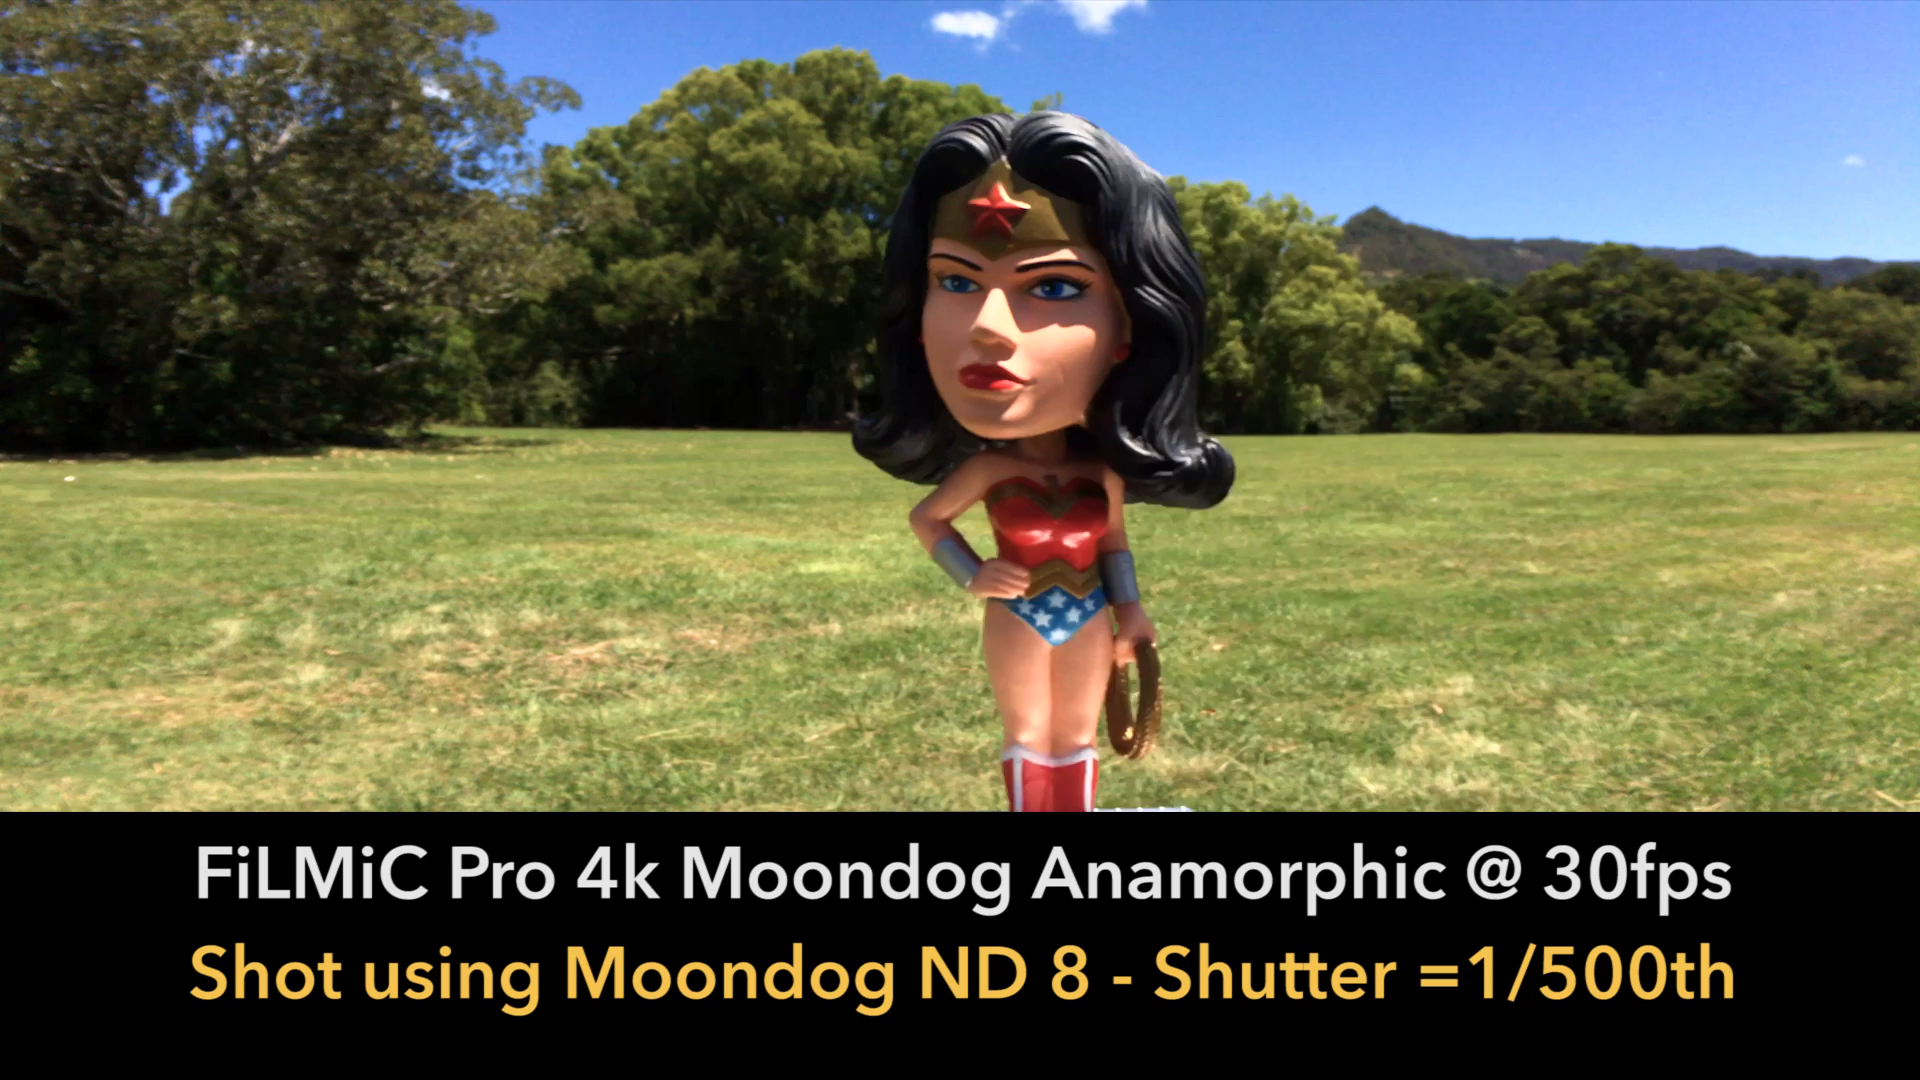 FiLMiC Pro 4k Moondog Anamorphic @ 30fps
Shot using Moondog ND 8 - Shutter =1/500th